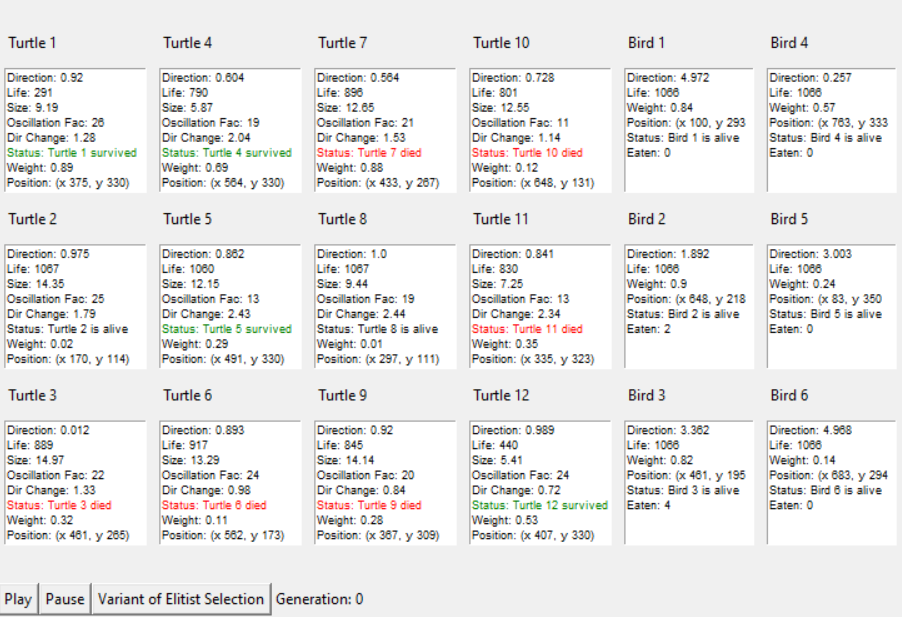 Turtle 1
Direction: 0.92
Life: 291
Size: 9.19
Oscillation Fac: 26
Dir Change: 1.28
Status: Turtle 1 survived
Weight: 0.89
Position: (x 375, y 330)
Turtle 4
Direction: 0.604
Life: 790
Size: 5.87
Oscillation Fac: 19
Dir Change: 2.04
Status: Turtle 4 survived
Weight: 0.69
Position: (x 564, y 330)
Turtle 7
Direction: 0.564
Life: 896
Size: 12.65
Oscillation Fac: 21
Dir Change: 1.53
Status: Turtle 7 died
Weight: 0.88
Position: (x 433, y 267)
Turtle 10
Direction: 0.728
Life: 801
Size: 12.55
Oscillation Fac: 11
Dir Change: 1.14
Status: Turtle 10 died
Weight: 0.12
Position: (x 648, y 131)
Bird 1
Direction: 4.972
Life: 1066
Weight: 0.84
Position: (x 100, y 293
Status: Bird 1 is alive
Eaten: 0
Bird 4
Direction: 0.257
Life: 1066
Weight: 0.57
Position: (x 763, y 333
Status: Bird 4 is alive
Eaten: 0
Turtle 2
Direction: 0.975
Life: 1067
Size: 14.35
Oscillation Fac: 25
Dir Change: 1.79
Status: Turtle 2 is alive
Weight: 0.02
Position: (x 170, y 114)
Turtle 5
Direction: 0.862
Life: 1060
Size: 12.15
Oscillation Fac: 13
Dir Change: 2.43
Status: Turtle 5 survived
Weight: 0.29
Position: (x 491, y 330)
Turtle 8
Direction: 1.0
Life: 1067
Size: 9.44
Oscillation Fac: 19
Dir Change: 2.44
Status: Turtle 8 is alive
Weight: 0.01
Position: (x 297, y 111)
Turtle 11
Direction: 0.841
Life: 830
Size: 7.25
Oscillation Fac: 13
Dir Change: 2.34
Status: Turtle 11 died
Weight: 0.35
Position: (x 335, y 323)
Bird 2
Direction: 1.892
Life: 1066
Weight: 0.9
Position: (x 648, y 218
Status: Bird 2 is alive
Eaten: 2
Bird 5
Direction: 3.003
Life: 1066
Weight: 0.24
Position: (x 83, y 350
Status: Bird 5 is alive
Eaten: 0
Turtle 3
Direction: 0.012
Life: 889
Size: 14.97
Oscillation Fac: 22
Dir Change: 1.33
Status: Turtle 3 died
Weight: 0.32
Position: (x 461, y 265)
Turtle 6
Direction: 0.893
Life: 917
Size: 13.29
Oscillation Fac: 24
Dir Change: 0.98
Status: Turtle 6 died
Weight: 0.11
Position: (x 562, y 173)
Turtle 9
Direction: 0.92
Life: 845
Size: 14.14
Oscillation Fac: 20
Dir Change: 0.84
Status: Turtle 9 died
Weight: 0.28
Position: (x 367, y 309)
Turtle 12
Direction: 0.989
Life: 440
Size: 5.41
Oscillation Fac: 24
Dir Change: 0.72
Status: Turtle 12 survived
Weight: 0.53
Position: (x 407, y 330)
Bird 3
Direction: 3.362
Life: 1066
Weight: 0.82
Position: (x 461, y 195
Status: Bird 3 is alive
Eaten: 4
Bird 6
Direction: 4.968
Life: 1066
Weight: 0.14
Position: (x 683, y 294
Status: Bird 6 is alive
Eaten: 0
Play
Pause
Variant of Elitist Selection
Generation: 0